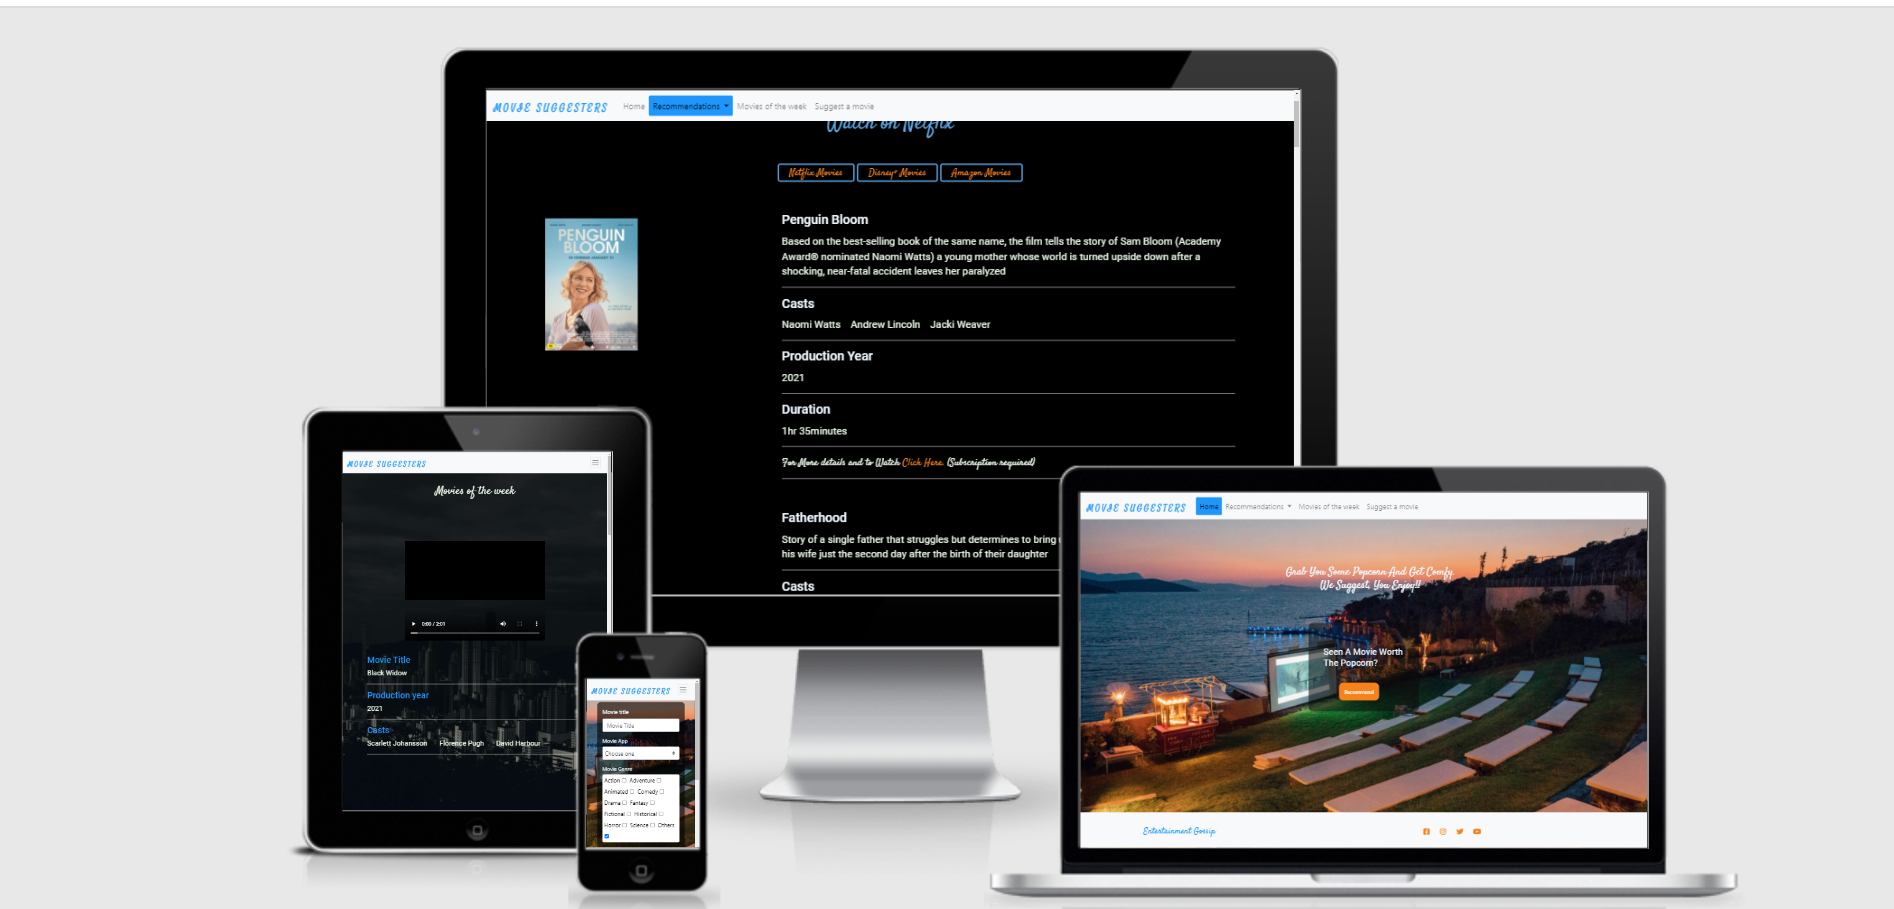 MOVIE SUGGESTERS Home Recommendations Movies of the week Suggest a movie
Watch on Netflix
Netflix Movies Disney+ Movies Amazon Movies
PENGUIN
BLOOM
Penguin Bloom
Based on the best-selling book of the same name, the film tells the story of Sam Bloom (Academy
Award® nominated Naomi Watts) a young mother whose world is turned upside down after a
shocking, near-fatal accident leaves her paralyzed
Casts
Naomi Watts Andrew Lincoln Jacki Weaver
Production Year
2021
Duration
1hr 35minutes
For More details and to Watch Click Here. (Subscription required)
Fatherhood
Story of a single father that struggles but determines to bring
his wife just the second day after the birth of their daughter
Casts
MOVIE SUGGESTERS
Movies of the week
0:00 / 2:01
Movie Title
Black Widow
Production year
2021
Casts
Scarlett Johansson Florence Pugh David Harbour
MOVIE SUGGESTERS
Movie title
Movie Title
Movie App
Choose one
Movie Genre
Action Adventure
Animated Comedy
Drama Fantasy
Fictional Historical
Horror Science Others
MOVIE SUGGESTERS Home Recommendations Movies of the week Suggest a movie
Grab You Some Popcorn And Get Comfy
We Suggest, You Enjoy!!
Seen A Movie Worth
The Popcorn?
Recommend
Entertainment Gossip